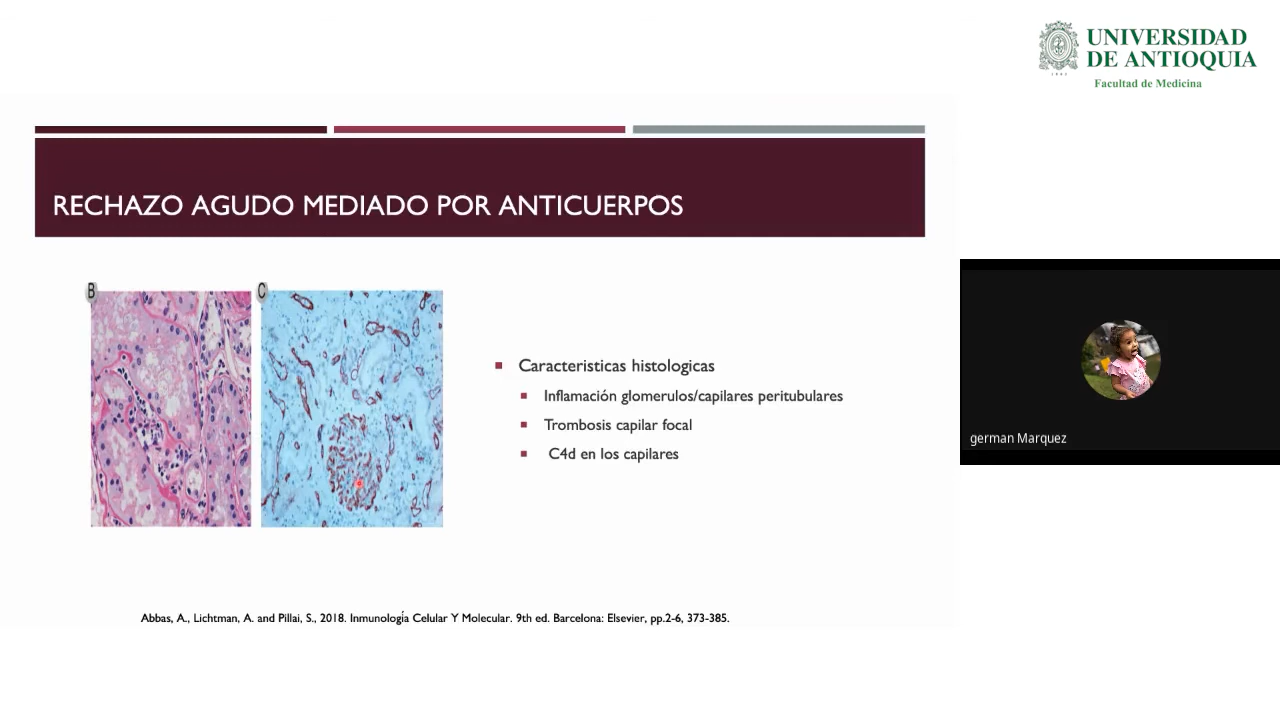 UNIVERSIDAD
DE ANTIOQUIA
1803
Facultad de Medicina
RECHAZO AGUDO MEDIADO POR ANTICUERPOS
B
C
Caracteristicas histologicas
Inflamación glomerulos/capilares peritubulares
Trombosis capilar focal
C4d en los capilares
german Marquez
Abbas, A., Lichtman, A. and Pillai, S., 2018. Inmunología Celular Y Molecular. 9th ed. Barcelona: Elsevier, pp.2-6, 373-385.